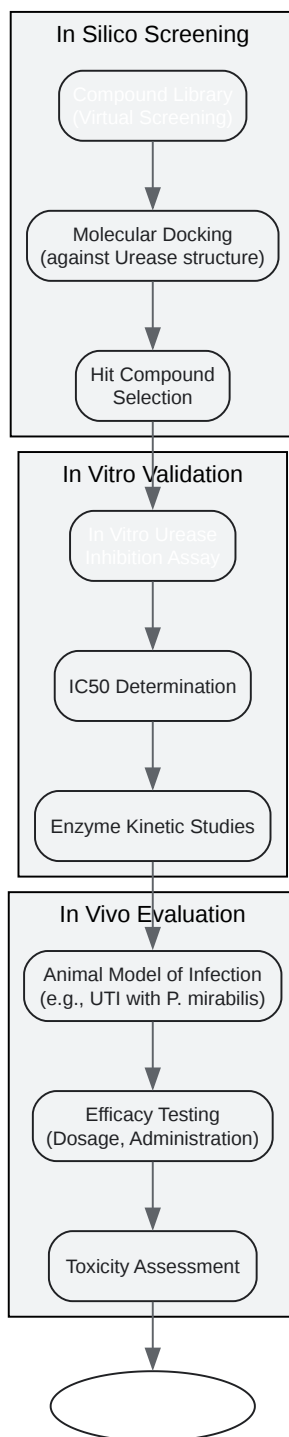 In Silico Screening
Compound Library
(Virtual Screening)
Molecular Docking
(against Urease structure)
Hit Compound
Selection
In Vitro Validation
In Vitro Urease
Inhibition Assay
IC50 Determination
Enzyme Kinetic Studies
In Vivo Evaluation
Animal Model of Infection
(e.g., UTI with P. mirabilis)
Efficacy Testing
(Dosage, Administration)
Toxicity Assessment